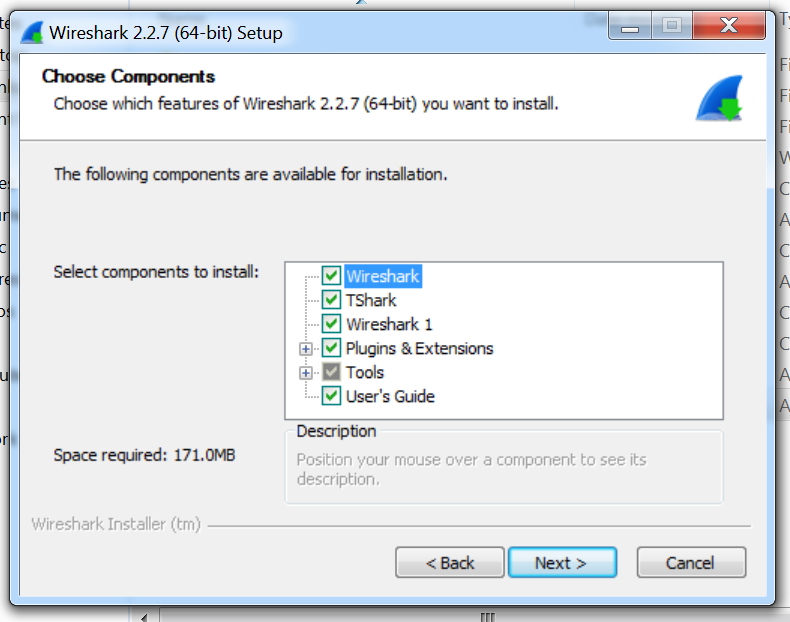 Wireshark 2.2.7 (64-bit) Setup
Choose Components
Choose which features of Wireshark 2.2.7 (64-bit) you want to install.
The following components are available for installation.
Select components to install:
Wireshark
TShark
Wireshark 1
Plugins & Extensions
Tools
User's Guide
Space required: 171.0MB
Description
Position your mouse over a component to see its
description.
Wireshark Installer (tm)
< Back
Next >
Cancel